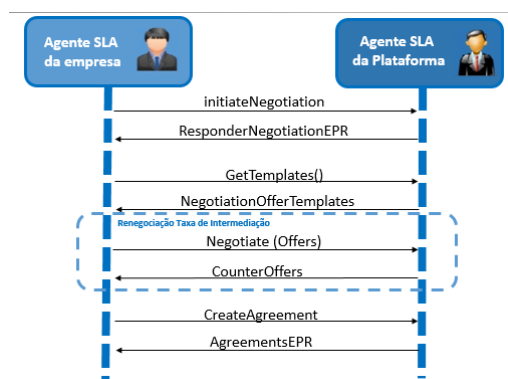 Agente SLA
da empresa
Agente SLA
da Plataforma
initiateNegotiation
ResponderNegotiationEPR
GetTemplates()
NegotiationOfferTemplates
Renegociação Taxa de Intermediação
Negotiate (Offers)
CounterOffers
CreateAgreement
AgreementsEPR